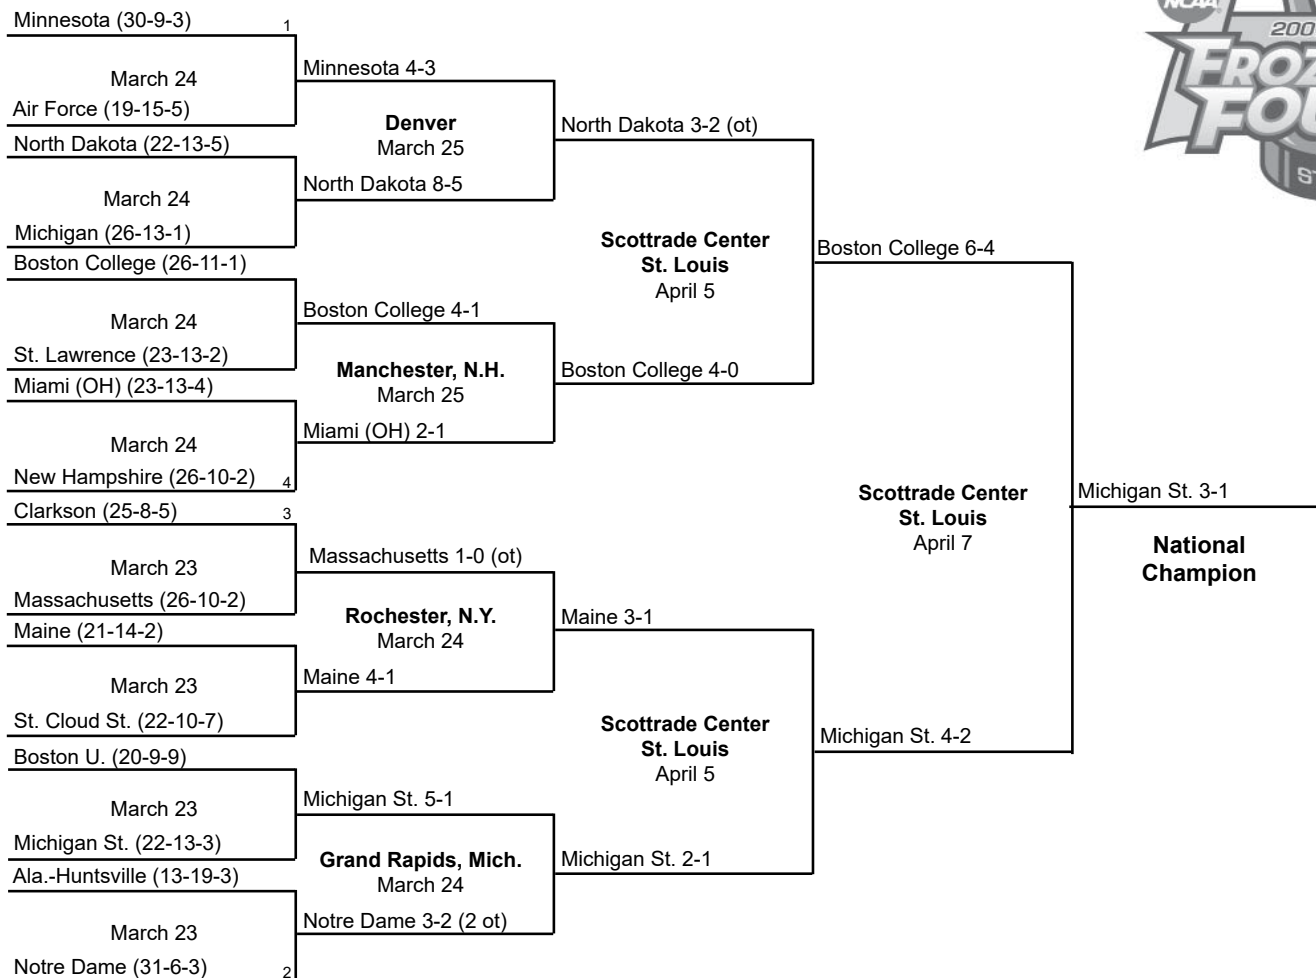 Minnesota (30-9-3) 1
March 24
Air Force (19-15-5)
North Dakota (22-13-5)
March 24
Michigan (26-13-1)
Boston College (26-11-1)
March 24
St. Lawrence (23-13-2)
Miami (OH) (23-13-4)
March 24
New Hampshire (26-10-2) 4
Clarkson (25-8-5) 3
March 23
Massachusetts (26-10-2)
Maine (21-14-2)
March 23
St. Cloud St. (22-10-7)
Boston U. (20-9-9)
March 23
Michigan St. (22-13-3)
Ala.-Huntsville (13-19-3)
March 23
Notre Dame (31-6-3) 2
Minnesota 4-3
Denver
March 25
North Dakota 8-5
Boston College 4-1
Manchester, N.H.
March 25
Miami (OH) 2-1
Massachusetts 1-0 (ot)
Rochester, N.Y.
March 24
Maine 4-1
Michigan St. 5-1
Grand Rapids, Mich.
March 24
Notre Dame 3-2 (2 ot)
North Dakota 3-2 (ot)
Scottrade Center
St. Louis
April 5
Boston College 4-0
Maine 3-1
Scottrade Center
St. Louis
April 5
Michigan St. 2-1
Boston College 6-4
Scottrade Center
St. Louis
April 7
Michigan St. 4-2
Michigan St. 3-1
National
Champion
NCAA
200
FROZ
FOU
ST